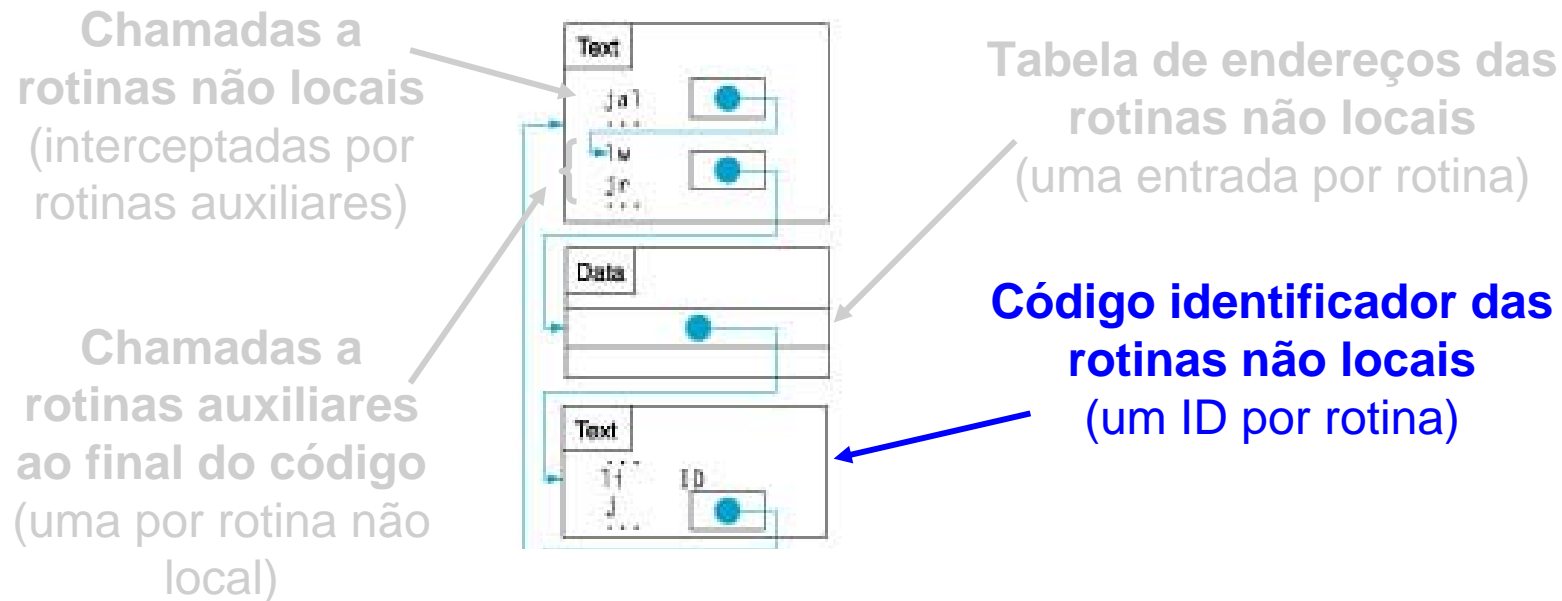 Chamadas a
rotinas não locais
(interceptadas por
rotinas auxiliares)
Chamadas a
rotinas auxiliares
ao final do código
(uma por rotina não
local)
Text
jal
...
lw
jr
...
Data
Text
...
li ID
j
...
Tabela de endereços das
rotinas não locais
(uma entrada por rotina)
Código identificador das
rotinas não locais
(um ID por rotina)